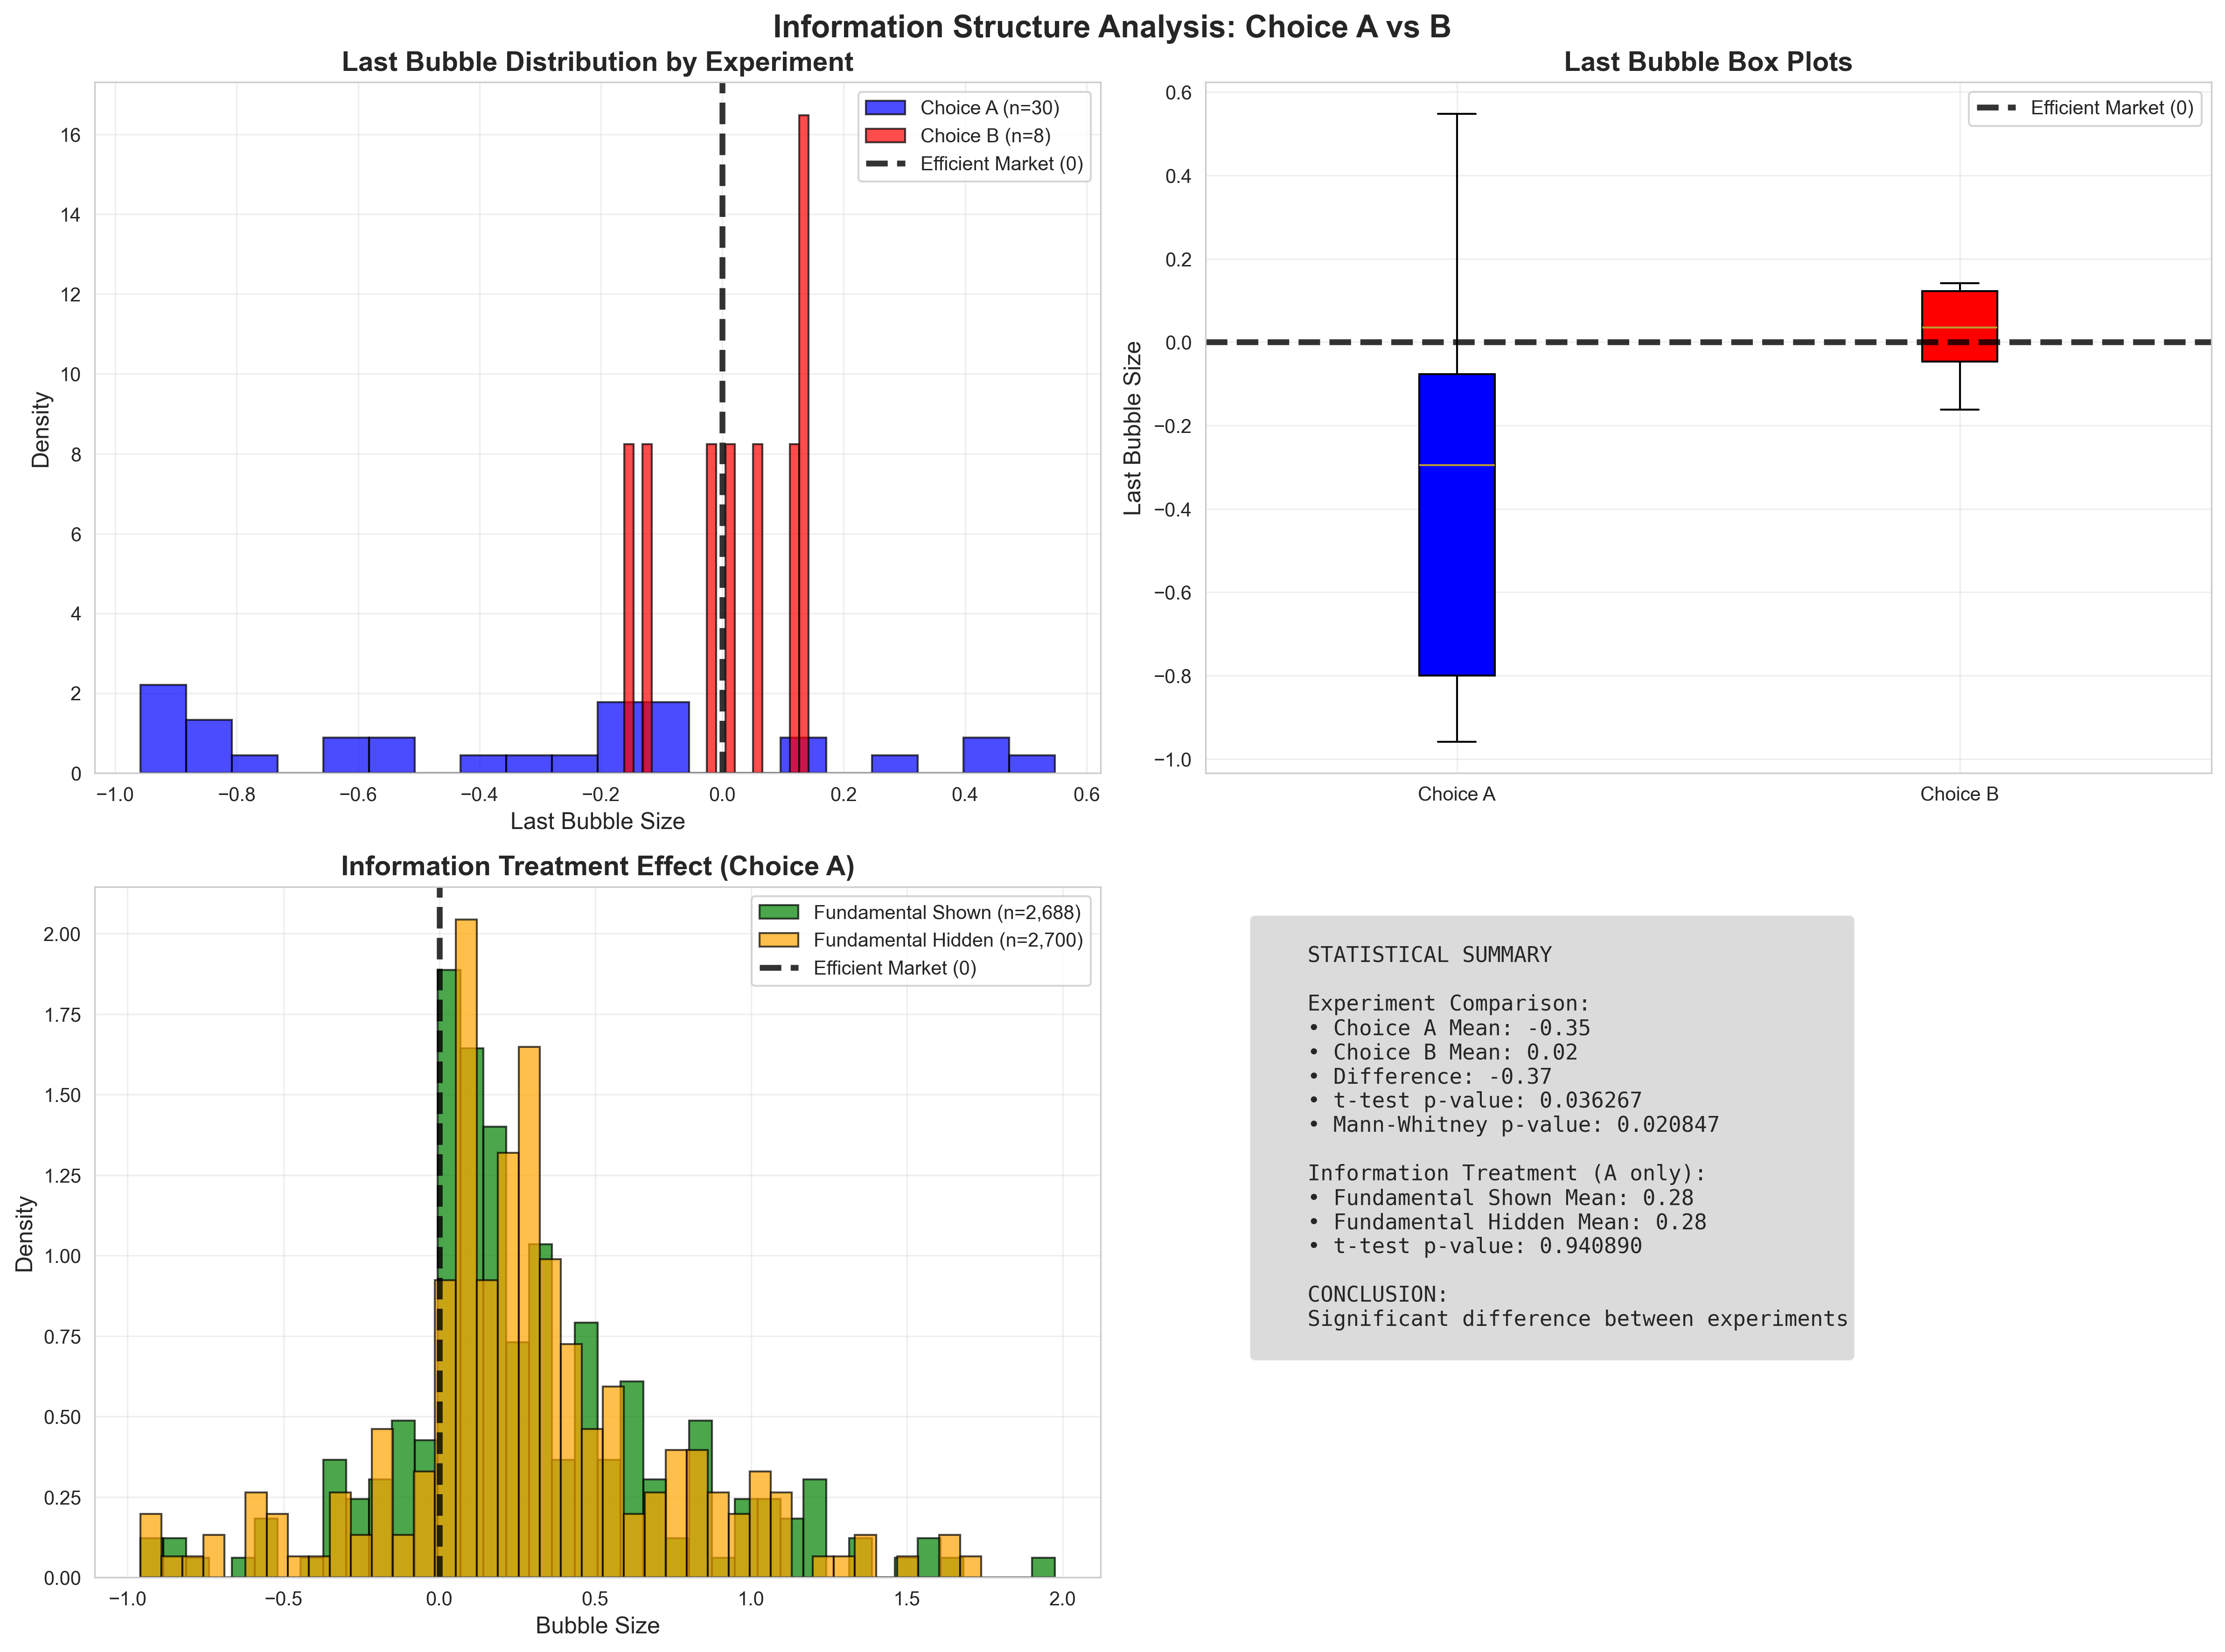 Information Structure Analysis: Choice A vs B
Last Bubble Distribution by Experiment
Choice A (n=30)
Choice B (n=8)
Efficient Market (0)
Density
16
14
12
10
8
6
4
2
0
−1.0
−0.8
−0.6
−0.4
−0.2
0.0
0.2
0.4
0.6
Last Bubble Size
Last Bubble Box Plots
Efficient Market (0)
Last Bubble Size
0.6
0.4
0.2
0.0
−0.2
−0.4
−0.6
−0.8
−1.0
Choice A
Choice B
Information Treatment Effect (Choice A)
Fundamental Shown (n=2,688)
Fundamental Hidden (n=2,700)
Efficient Market (0)
Density
2.00
1.75
1.50
1.25
1.00
0.75
0.50
0.25
0.00
−1.0
−0.5
0.0
0.5
1.0
1.5
2.0
Bubble Size
STATISTICAL SUMMARY
Experiment Comparison:
• Choice A Mean: -0.35
• Choice B Mean: 0.02
• Difference: -0.37
• t-test p-value: 0.036267
• Mann-Whitney p-value: 0.020847
Information Treatment (A only):
• Fundamental Shown Mean: 0.28
• Fundamental Hidden Mean: 0.28
• t-test p-value: 0.940890
CONCLUSION:
Significant difference between experiments